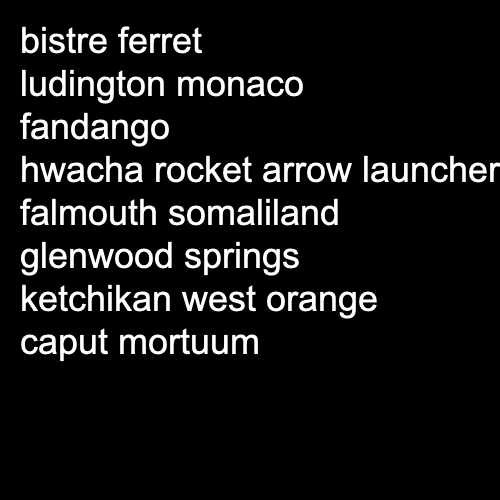 bistre ferret
ludington monaco
fandango
hwacha rocket arrow launcher
falmouth somaliland
glenwood springs
ketchikan west orange
caput mortuum